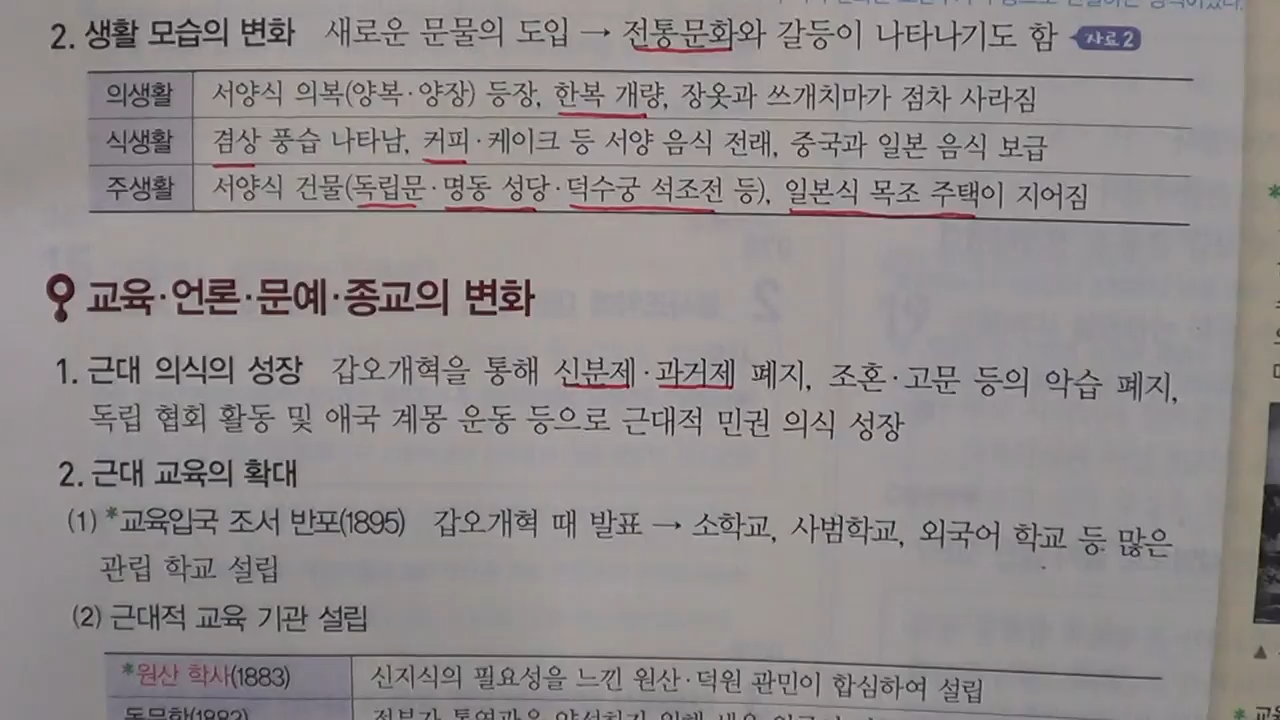 2. 생활 모습의 변화 새로운 문물의 도입 → 전통문화와 갈등이 나타나기도 함 자료2
의생활 서양식 의복(양복·양장) 등장, 한복 개량, 장옷과 쓰개치마가 점차 사라짐
식생활 겸상 풍습 나타남, 커피·케이크 등 서양 음식 전래, 중국과 일본 음식 보급
주생활 서양식 건물(독립문·명동 성당·덕수궁 석조전 등), 일본식 목조 주택이 지어짐
교육·언론·문예·종교의 변화
1. 근대 의식의 성장 갑오개혁을 통해 신분제·과거제 폐지, 조혼·고문 등의 악습 폐지,
독립 협회 활동 및 애국 계몽 운동 등으로 근대적 민권 의식 성장
2. 근대 교육의 확대
(1) *교육입국 조서 반포(1895) 갑오개혁 때 발표 → 소학교, 사범학교, 외국어 학교 등 많은
관립 학교 설립
(2) 근대적 교육 기관 설립
*원산 학사(1883) 신지식의 필요성을 느낀 원산·덕원 관민이 합심하여 설립